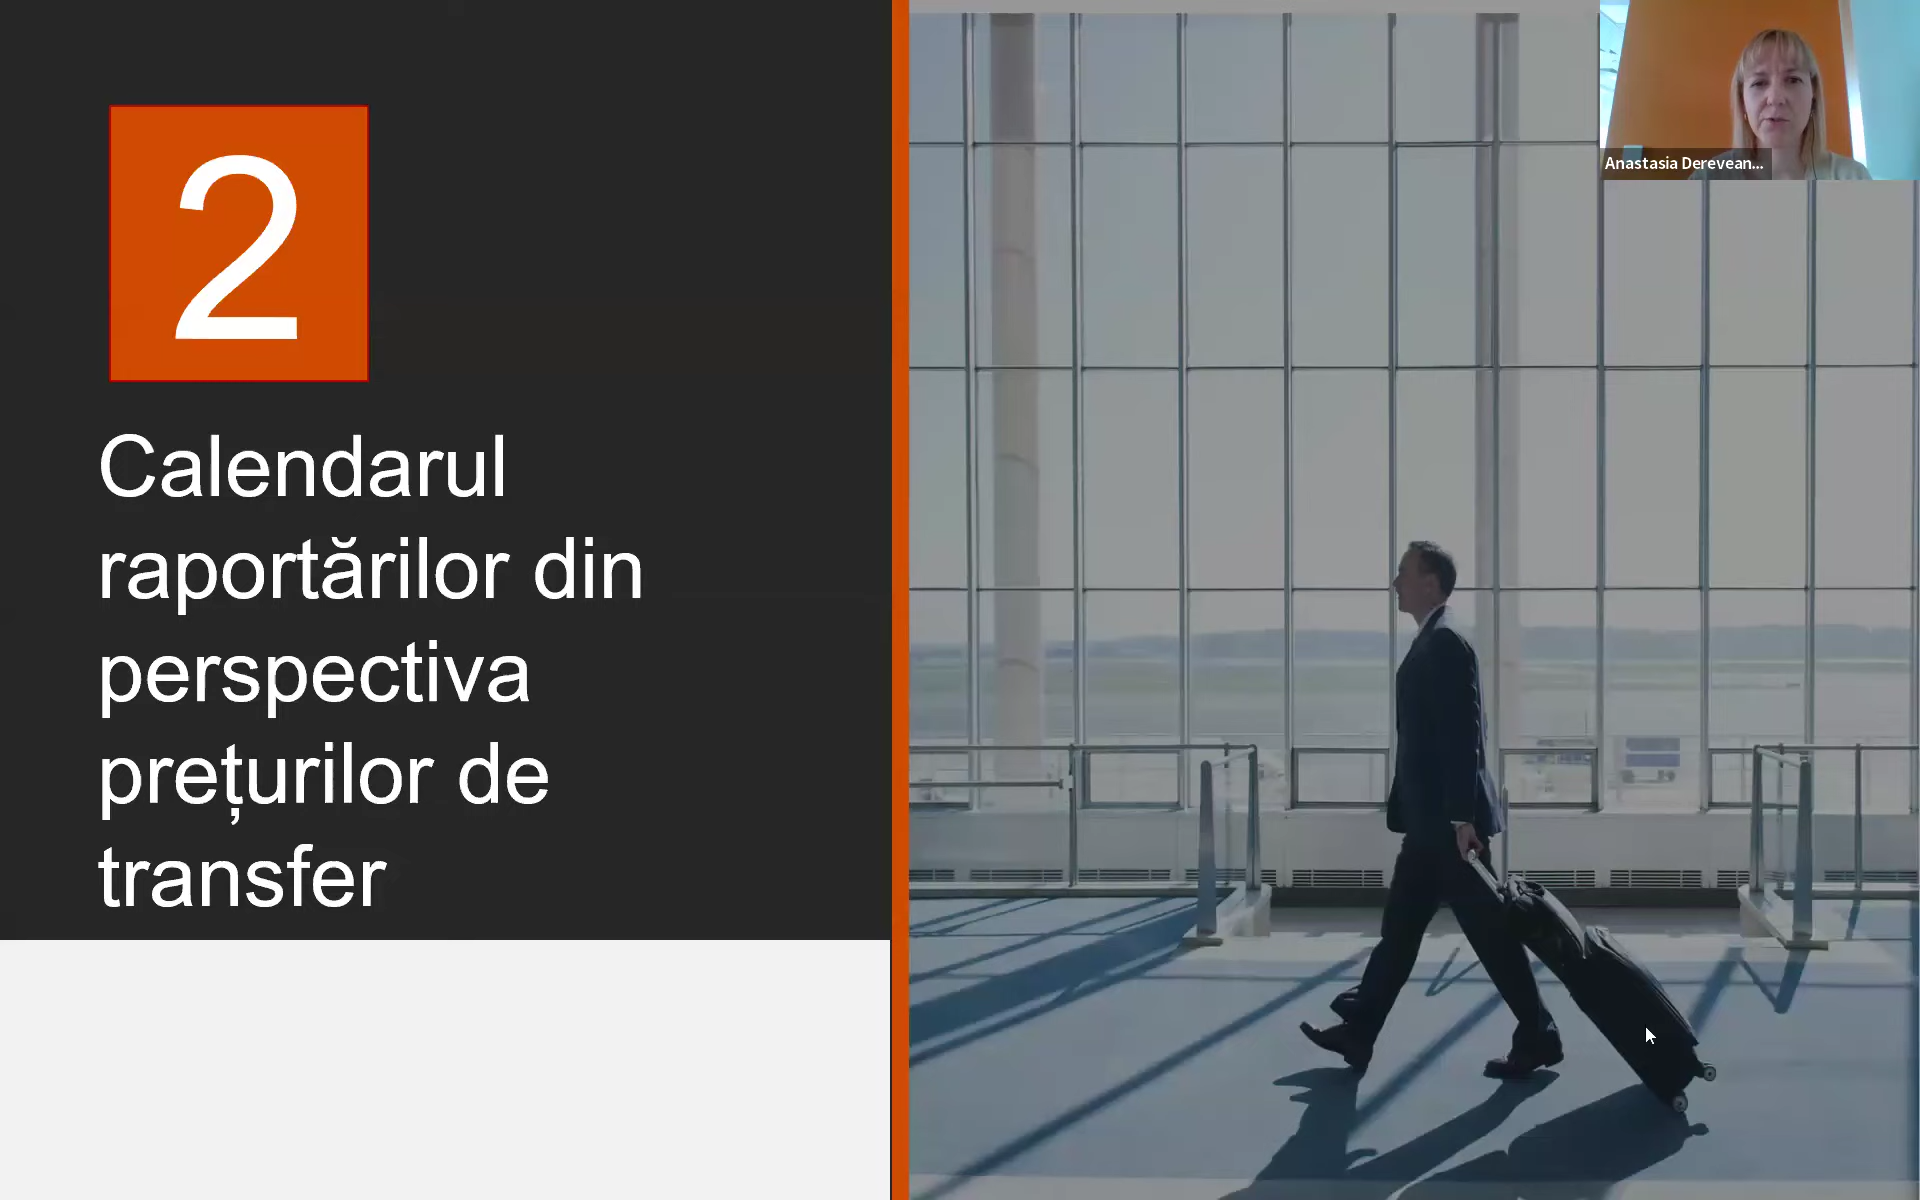 2
Calendarul
raportărilor din
perspectiva
prețurilor de
transfer
Anastasia Derevean...